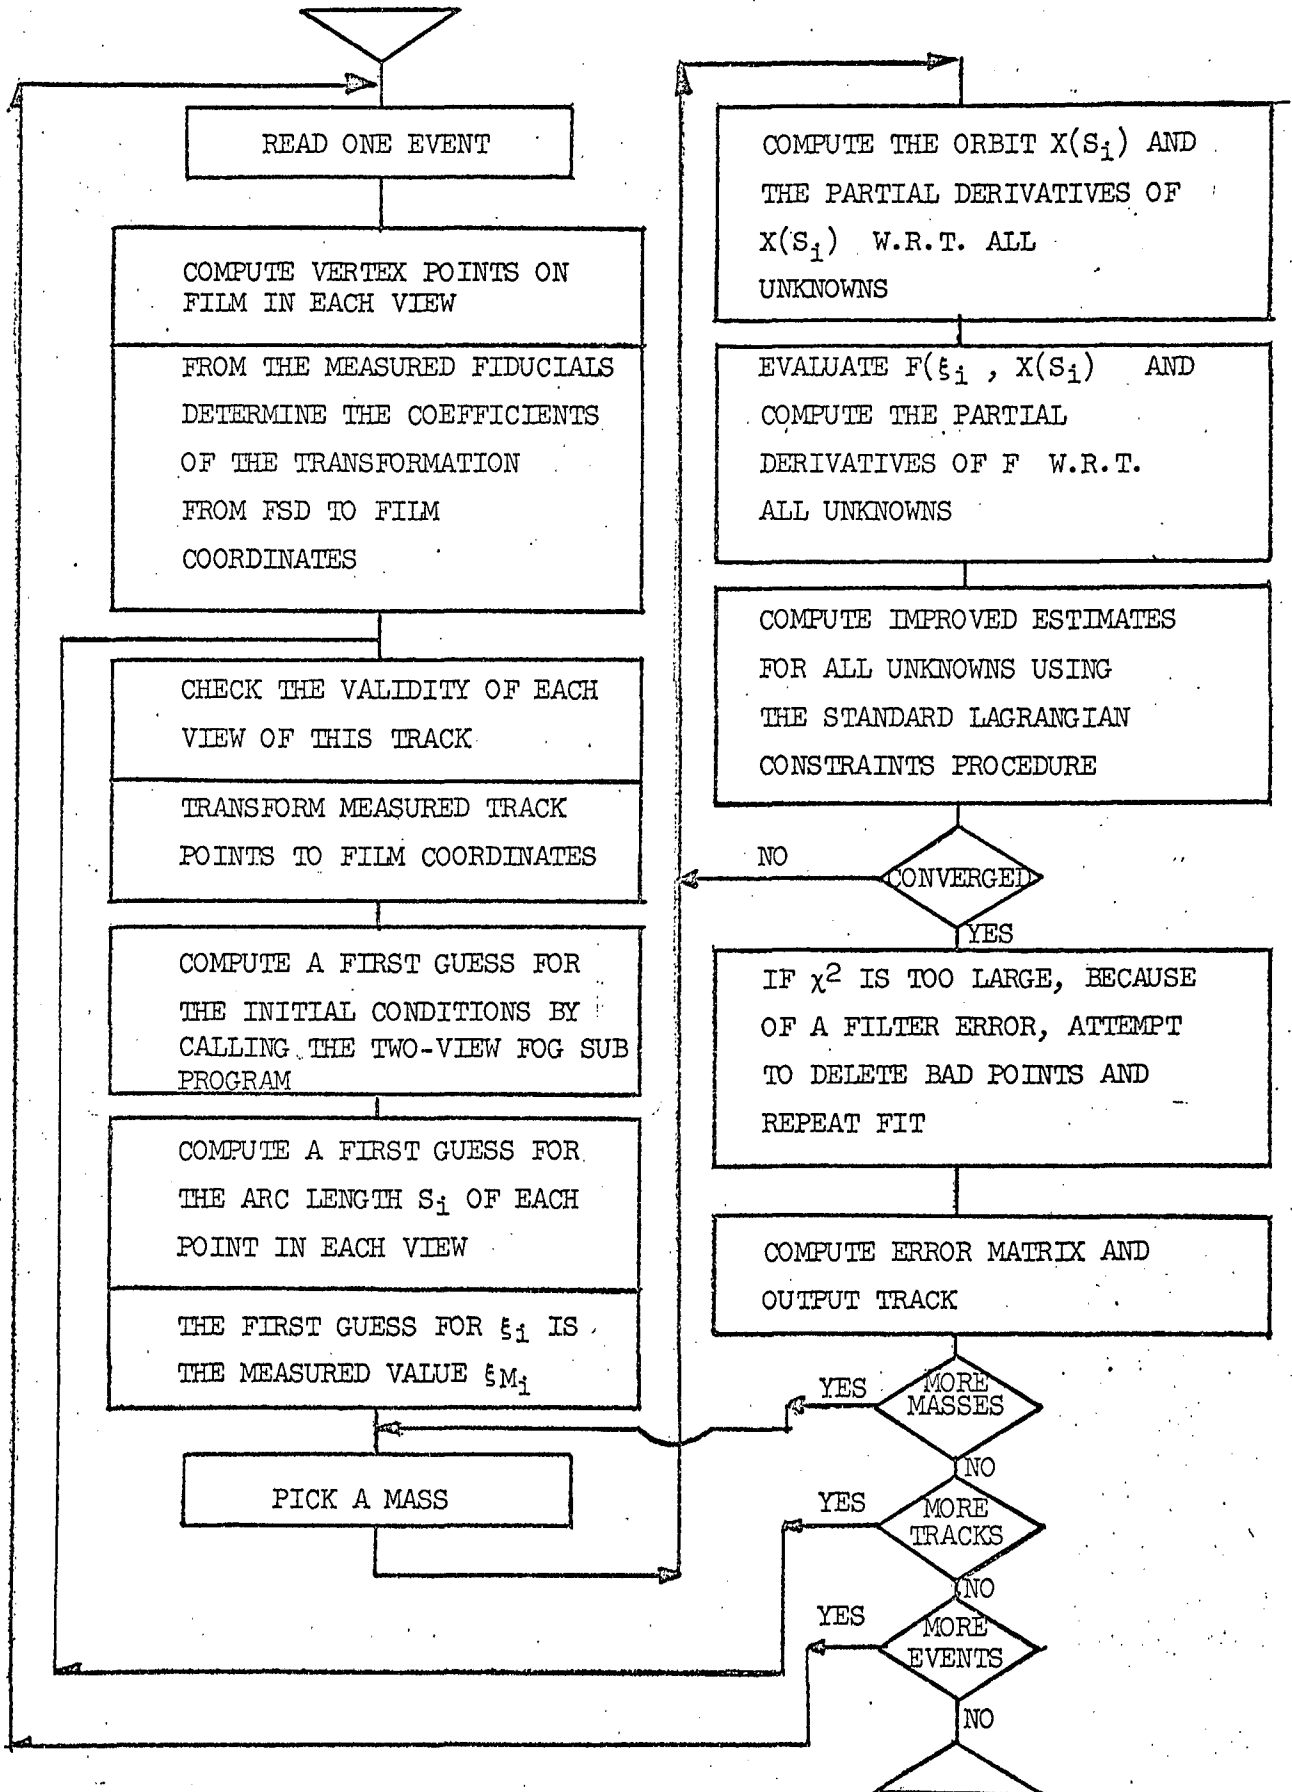 READ ONE EVENT
COMPUTE VERTEX POINTS ON
FILM IN EACH VIEW
FROM THE MEASURED FIDUCIALS
DETERMINE THE COEFFICIENTS
OF THE TRANSFORMATION
FROM FSD TO FILM
COORDINATES
CHECK THE VALIDITY OF EACH
VIEW OF THIS TRACK
TRANSFORM MEASURED TRACK
POINTS TO FILM COORDINATES
COMPUTE A FIRST GUESS FOR
THE INITIAL CONDITIONS BY
CALLING THE TWO-VIEW FOG SUB
PROGRAM
COMPUTE A FIRST GUESS FOR
THE ARC LENGTH Sᵢ OF EACH
POINT IN EACH VIEW
THE FIRST GUESS FOR ξᵢ IS
THE MEASURED VALUE ξMᵢ
PICK A MASS
COMPUTE THE ORBIT X(Sᵢ) AND
THE PARTIAL DERIVATIVES OF
X(Sᵢ) W.R.T. ALL
UNKNOWNS
EVALUATE F(ξᵢ , X(Sᵢ) AND
COMPUTE THE PARTIAL
DERIVATIVES OF F W.R.T.
ALL UNKNOWNS
COMPUTE IMPROVED ESTIMATES
FOR ALL UNKNOWNS USING
THE STANDARD LAGRANGIAN
CONSTRAINTS PROCEDURE
NO
CONVERGED
YES
IF χ² IS TOO LARGE, BECAUSE
OF A FILTER ERROR, ATTEMPT
TO DELETE BAD POINTS AND
REPEAT FIT
COMPUTE ERROR MATRIX AND
OUTPUT TRACK
YES
MORE
MASSES
NO
YES
MORE
TRACKS
NO
YES
MORE
EVENTS
NO